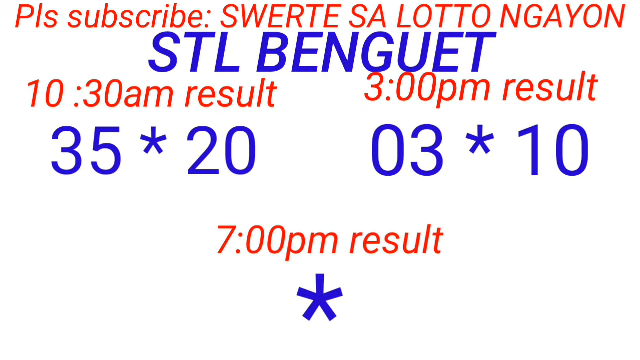 Pls subscribe: SWERTE SA LOTTO NGAYON
STL BENGUET
10 :30am result
35 * 20
3:00pm result
03 * 10
7:00pm result
*